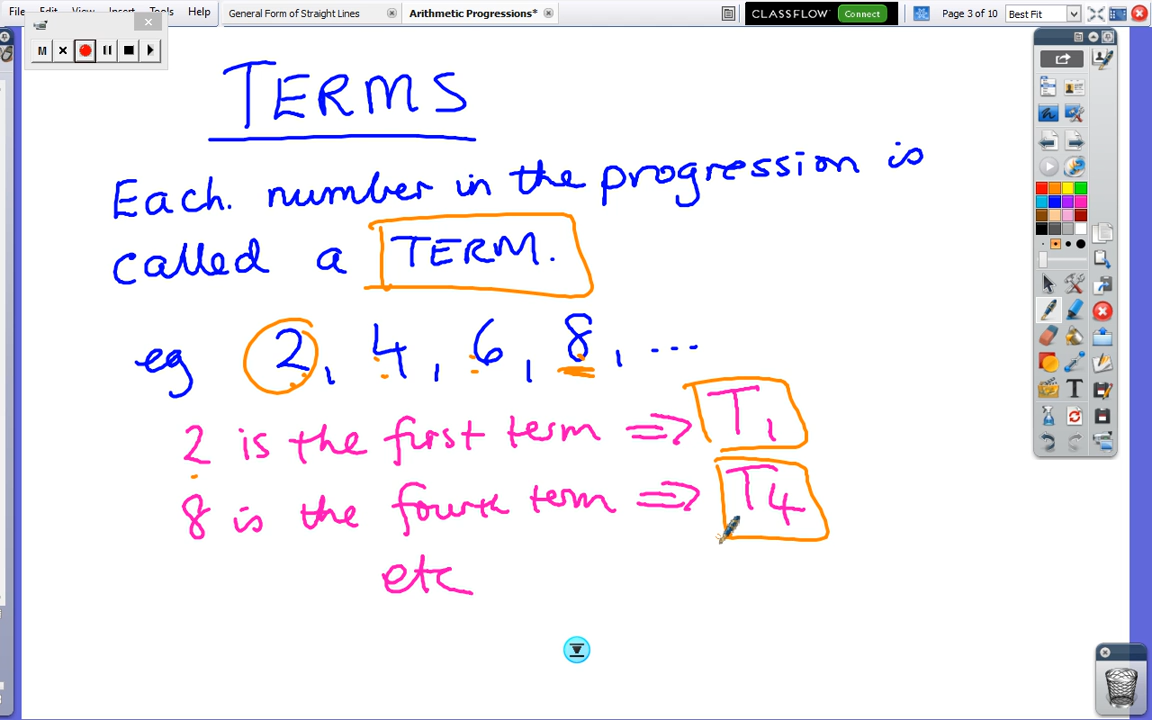 File Edit View Insert Tools Help
General Form of Straight Lines
Arithmetic Progressions*
CLASSFLOW Connect
Page 3 of 10
Best Fit
M
TERMS
Each. number in the progression is
called a TERM.
eg 2, 4, 6, 8, ...
2 is the first term ⇒ T1
8 is the fourth term ⇒ T4
etc